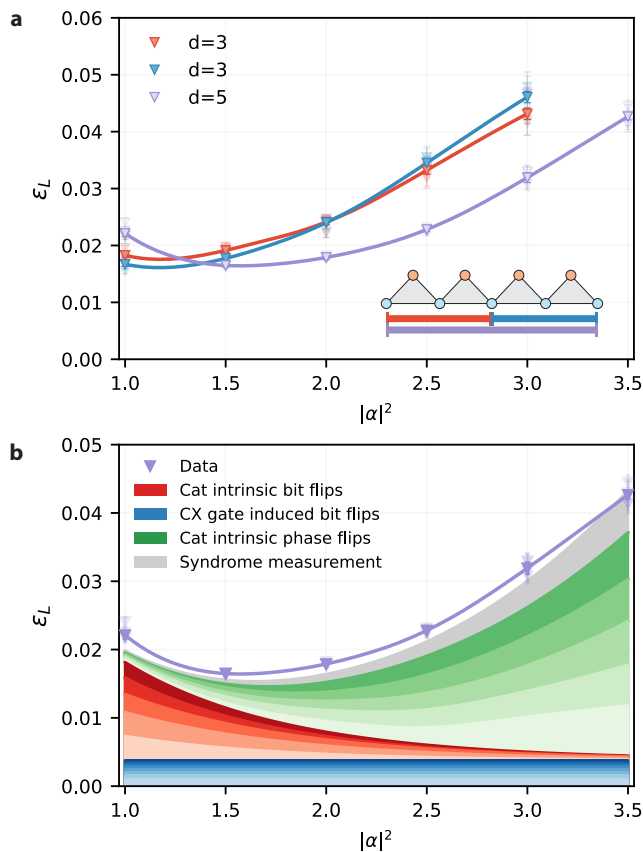 a
0.06
0.05
0.04
0.03
0.02
0.01
0.00
ε_L
d=3
d=3
d=5
1.0 1.5 2.0 2.5 3.0 3.5
|α|²
b
0.05
0.04
0.03
0.02
0.01
0.00
ε_L
Data
Cat intrinsic bit flips
CX gate induced bit flips
Cat intrinsic phase flips
Syndrome measurement
1.0 1.5 2.0 2.5 3.0 3.5
|α|²